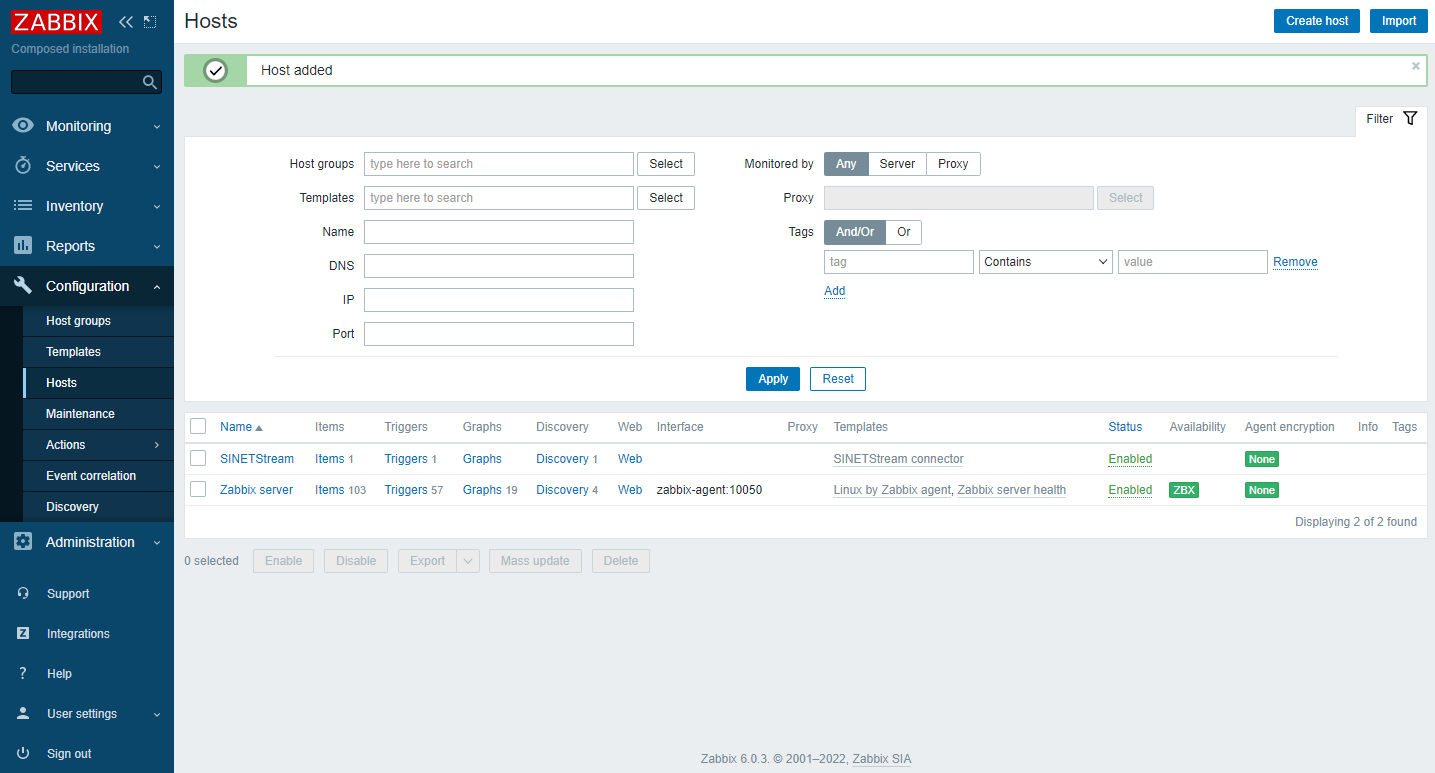 ZABBIX
Composed installation
Monitoring
Services
Inventory
Reports
Configuration
Host groups
Templates
Hosts
Maintenance
Actions
Event correlation
Discovery
Administration
Support
Integrations
Help
User settings
Sign out
Hosts Create host Import
Host added
Filter
Host groups type here to search Select Monitored by Any Server Proxy
Templates type here to search Select Proxy Select
Name Tags And/Or Or
DNS tag Contains value Remove
IP Add
Port
Apply Reset
Name Items Triggers Graphs Discovery Web Interface Proxy Templates Status Availability Agent encryption Info Tags
SINETStream Items 1 Triggers 1 Graphs Discovery 1 Web SINETStream connector Enabled None
Zabbix server Items 103 Triggers 57 Graphs 19 Discovery 4 Web zabbix-agent:10050 Linux by Zabbix agent, Zabbix server health Enabled ZBX None
Displaying 2 of 2 found
0 selected Enable Disable Export Mass update Delete
Zabbix 6.0.3. © 2001–2022, Zabbix SIA